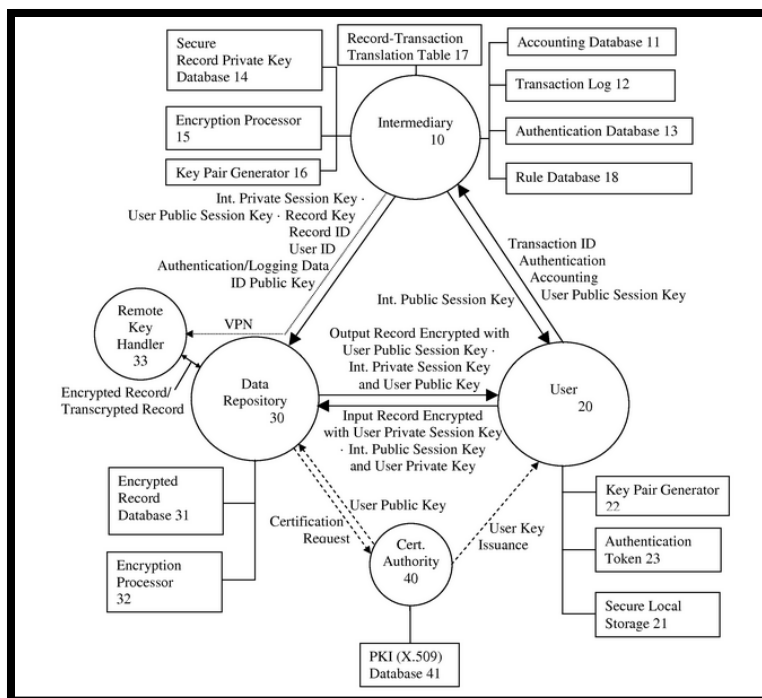 Secure
Record Private Key
Database 14
Record-Transaction
Translation Table 17
Accounting Database 11
Transaction Log 12
Encryption Processor
15
Intermediary
10
Authentication Database 13
Key Pair Generator 16
Rule Database 18
Int. Private Session Key ·
User Public Session Key · Record Key
Record ID
User ID
Authentication/Logging Data
ID Public Key
Transaction ID
Authentication
Accounting
User Public Session Key
Int. Public Session Key
Remote
Key
Handler
33
VPN
Encrypted Record/
Transcrypted Record
Output Record Encrypted with
User Public Session Key ·
Int. Private Session Key
and User Public Key
Data
Repository
30
User
20
Input Record Encrypted
with User Private Session Key
· Int. Public Session Key
and User Private Key
Encrypted
Record
Database 31
Encryption
Processor
32
User Public Key
Certification
Request
Cert.
Authority
40
User Key
Issuance
Key Pair Generator
22
Authentication
Token 23
Secure Local
Storage 21
PKI (X.509)
Database 41